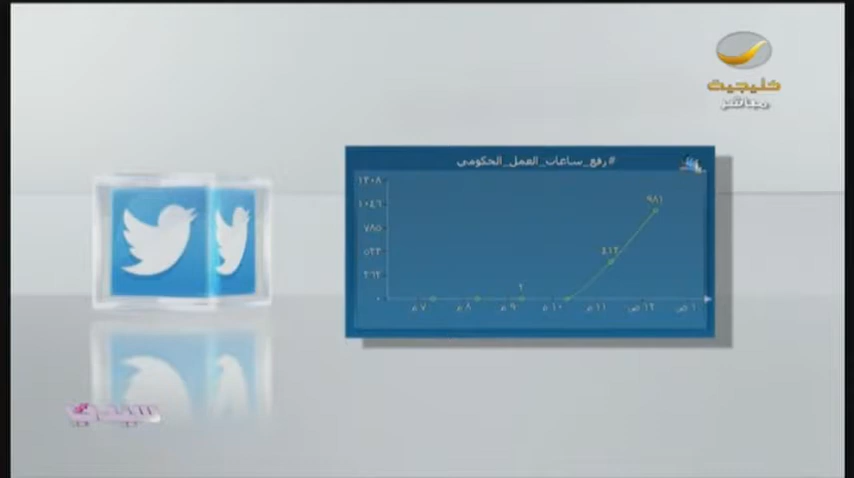 خليجية
مباشر
#رفع_ساعات_العمل_الحكومي
١٣٠٨
١٠٤٦
٧٨٥
٥٢٣
٢٦٢
٠
٢
٤١٢
٩٨١
٧ م ٨ م ٩ م ١٠ م ١١ م ١٢ ص ١ ص
سيدتي